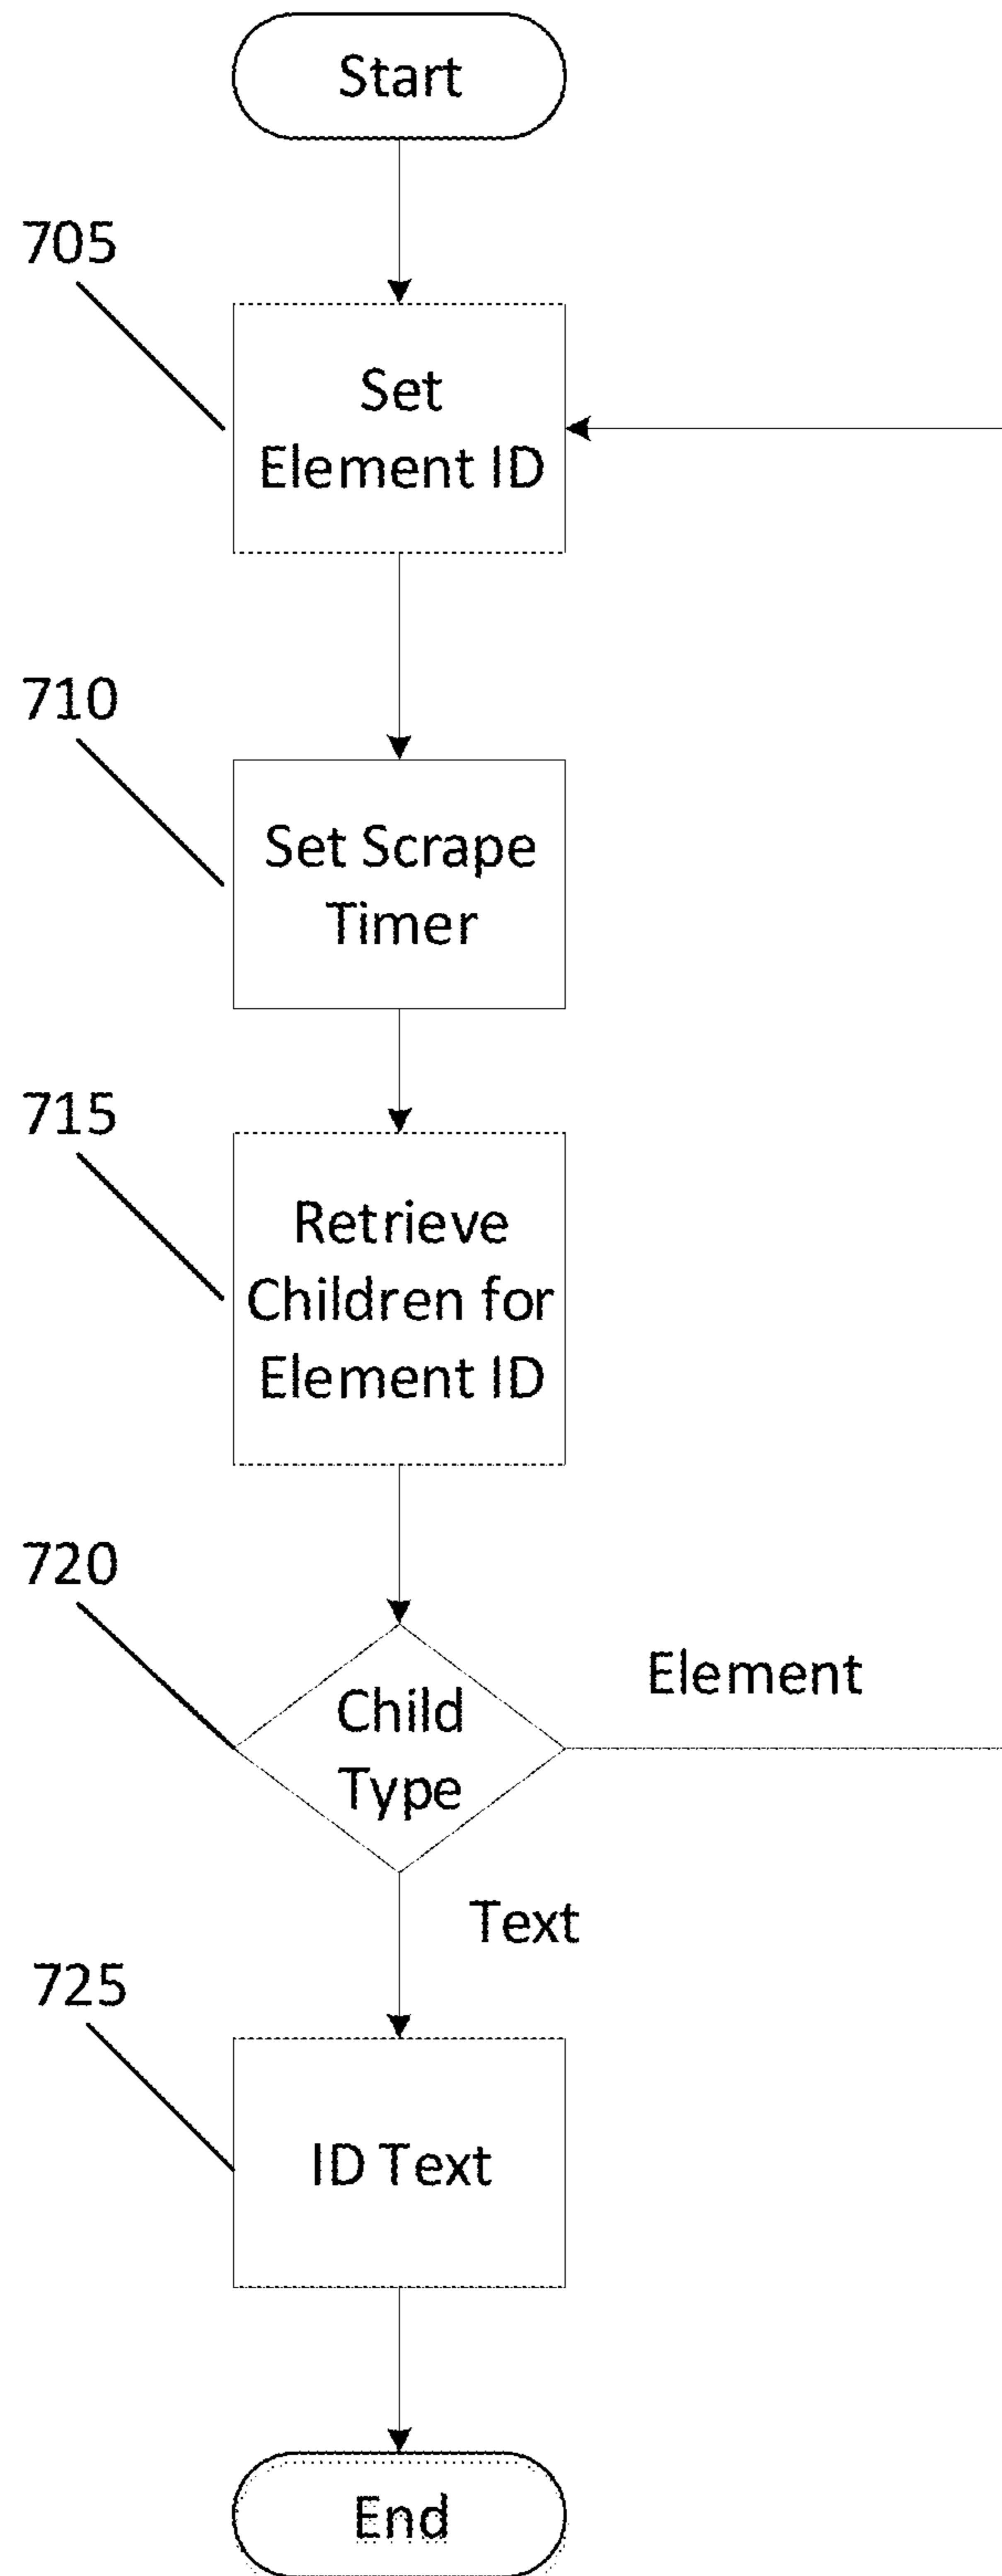 Start
705
Set
Element ID
710
Set Scrape
Timer
715
Retrieve
Children for
Element ID
720
Element
Child
Type
Text
725
ID Text
End